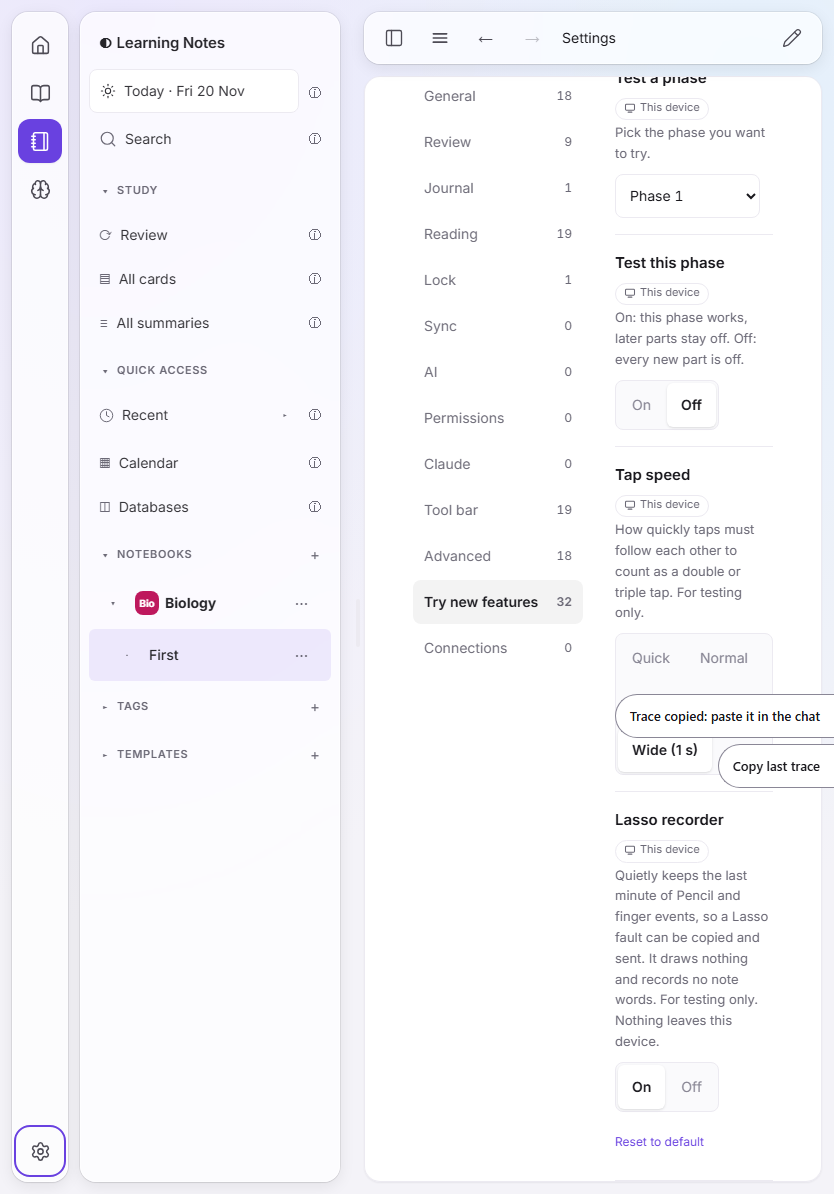 Learning Notes
Today · Fri 20 Nov
Search
STUDY
Review
All cards
All summaries
QUICK ACCESS
Recent
Calendar
Databases
NOTEBOOKS
+
Bio Biology
...
First
...
TAGS
+
TEMPLATES
+
Settings
General 18
Review 9
Journal 1
Reading 19
Lock 1
Sync 0
AI 0
Permissions 0
Claude 0
Tool bar 19
Advanced 18
Try new features 32
Connections 0
Test a phase
This device
Pick the phase you want
to try.
Phase 1
Test this phase
This device
On: this phase works,
later parts stay off. Off:
every new part is off.
On Off
Tap speed
This device
How quickly taps must
follow each other to
count as a double or
triple tap. For testing
only.
Quick Normal
Trace copied: paste it in the chat
Wide (1 s)
Copy last trace
Lasso recorder
This device
Quietly keeps the last
minute of Pencil and
finger events, so a Lasso
fault can be copied and
sent. It draws nothing
and records no note
words. For testing only.
Nothing leaves this
device.
On Off
Reset to default